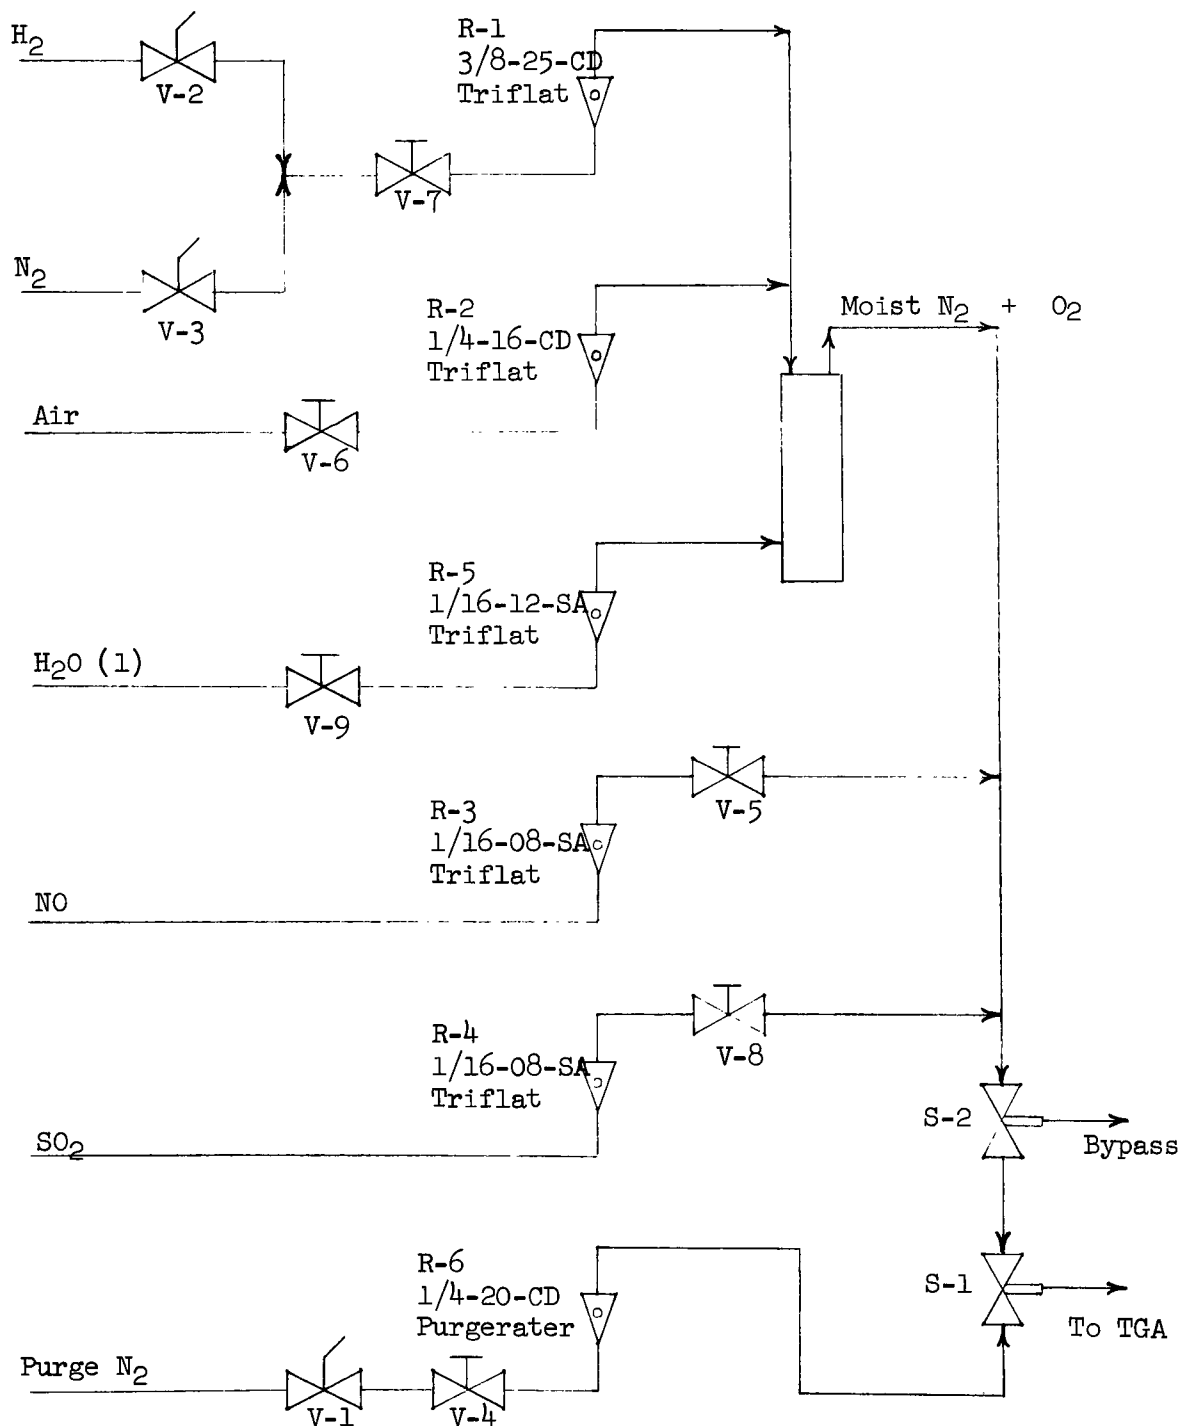 H2
V-2
R-1
3/8-25-CD
Triflat
V-7
N2
V-3
R-2
1/4-16-CD
Triflat
Moist N2 + O2
Air
V-6
R-5
1/16-12-SA
Triflat
H2O (l)
V-9
R-3
1/16-08-SA
Triflat
V-5
NO
R-4
1/16-08-SA
Triflat
V-8
SO2
S-2
Bypass
R-6
1/4-20-CD
Purgerater
S-1
To TGA
Purge N2
V-1
V-4